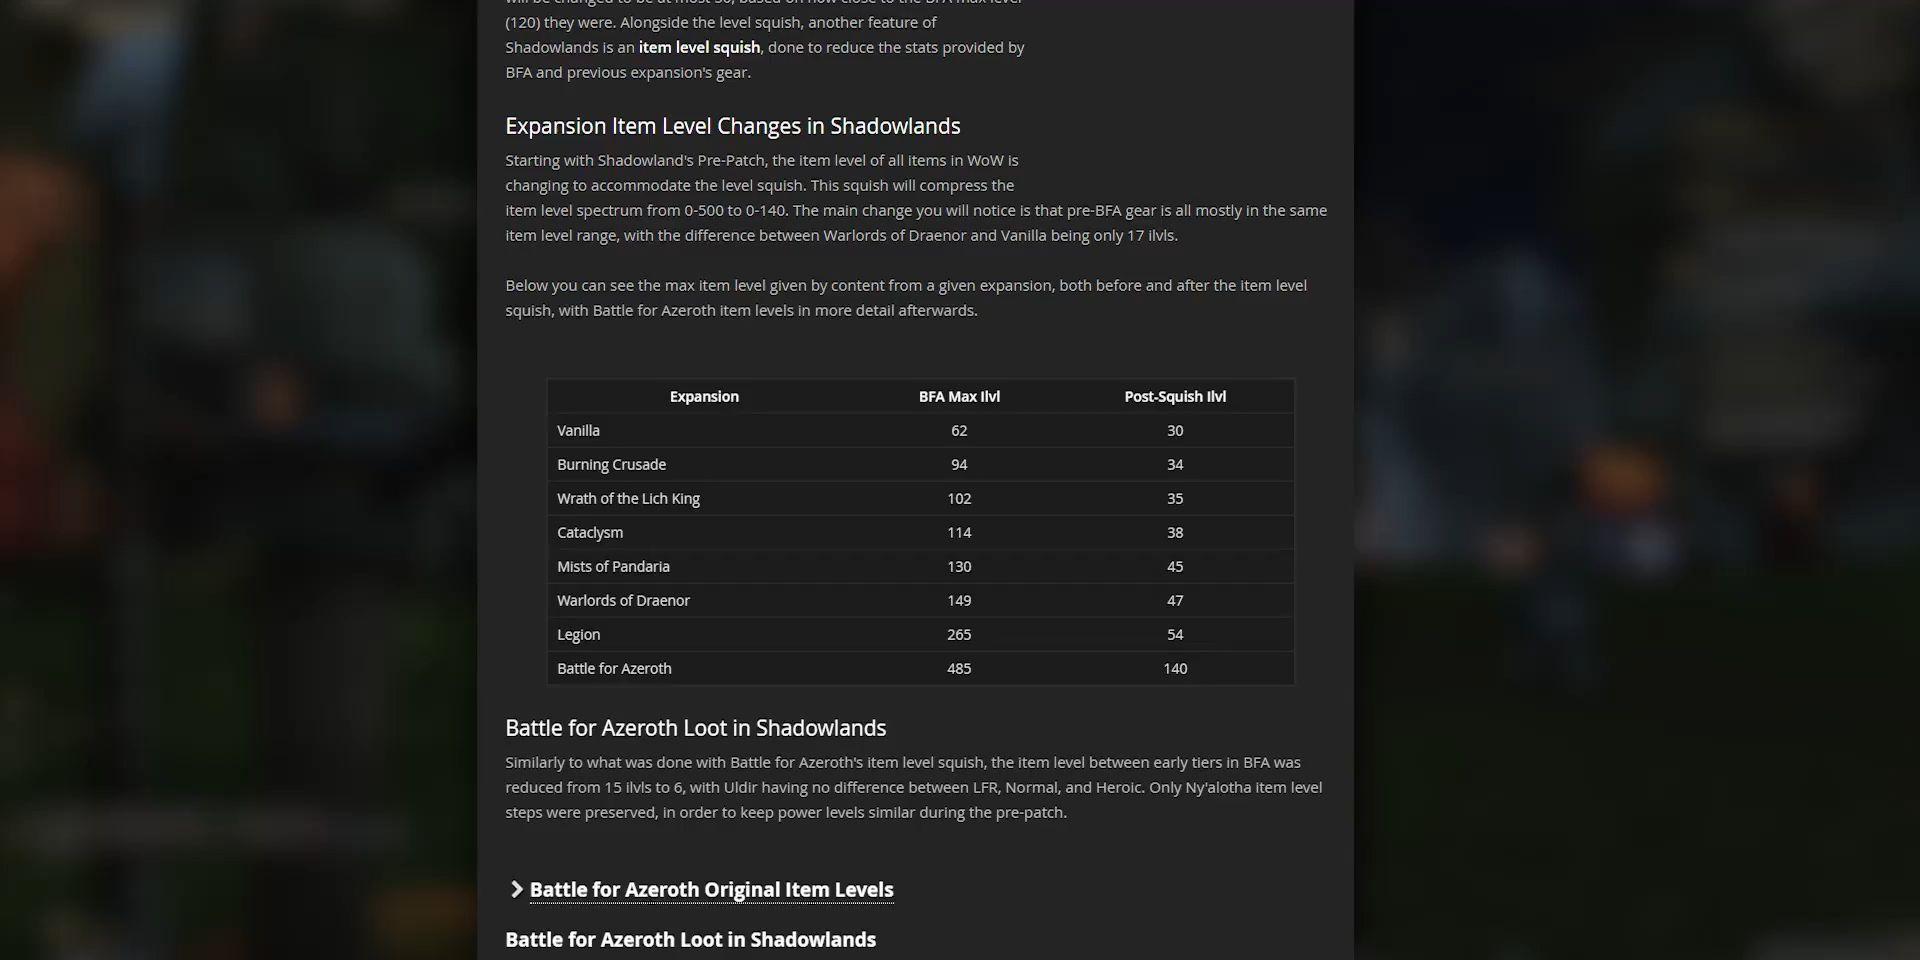 (120) they were. Alongside the level squish, another feature of
Shadowlands is an item level squish, done to reduce the stats provided by
BFA and previous expansion's gear.
Expansion Item Level Changes in Shadowlands
Starting with Shadowland's Pre-Patch, the item level of all items in WoW is
changing to accommodate the level squish. This squish will compress the
item level spectrum from 0-500 to 0-140. The main change you will notice is that pre-BFA gear is all mostly in the same
item level range, with the difference between Warlords of Draenor and Vanilla being only 17 ilvls.
Below you can see the max item level given by content from a given expansion, both before and after the item level
squish, with Battle for Azeroth item levels in more detail afterwards.
Expansion BFA Max Ilvl Post-Squish Ilvl
Vanilla 62 30
Burning Crusade 94 34
Wrath of the Lich King 102 35
Cataclysm 114 38
Mists of Pandaria 130 45
Warlords of Draenor 149 47
Legion 265 54
Battle for Azeroth 485 140
Battle for Azeroth Loot in Shadowlands
Similarly to what was done with Battle for Azeroth's item level squish, the item level between early tiers in BFA was
reduced from 15 ilvls to 6, with Uldir having no difference between LFR, Normal, and Heroic. Only Ny'alotha item level
steps were preserved, in order to keep power levels similar during the pre-patch.
Battle for Azeroth Original Item Levels
Battle for Azeroth Loot in Shadowlands